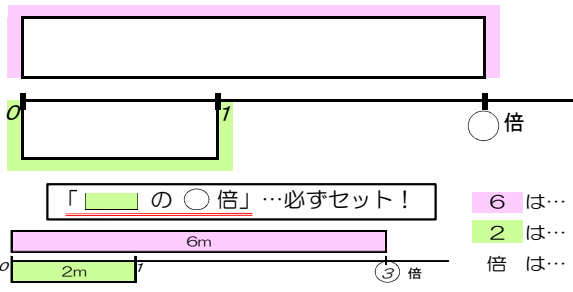 0 1 倍
「 の 倍」…必ずセット！
6 は…
6m
2 は…
0 2m 1 3 倍
倍 は…